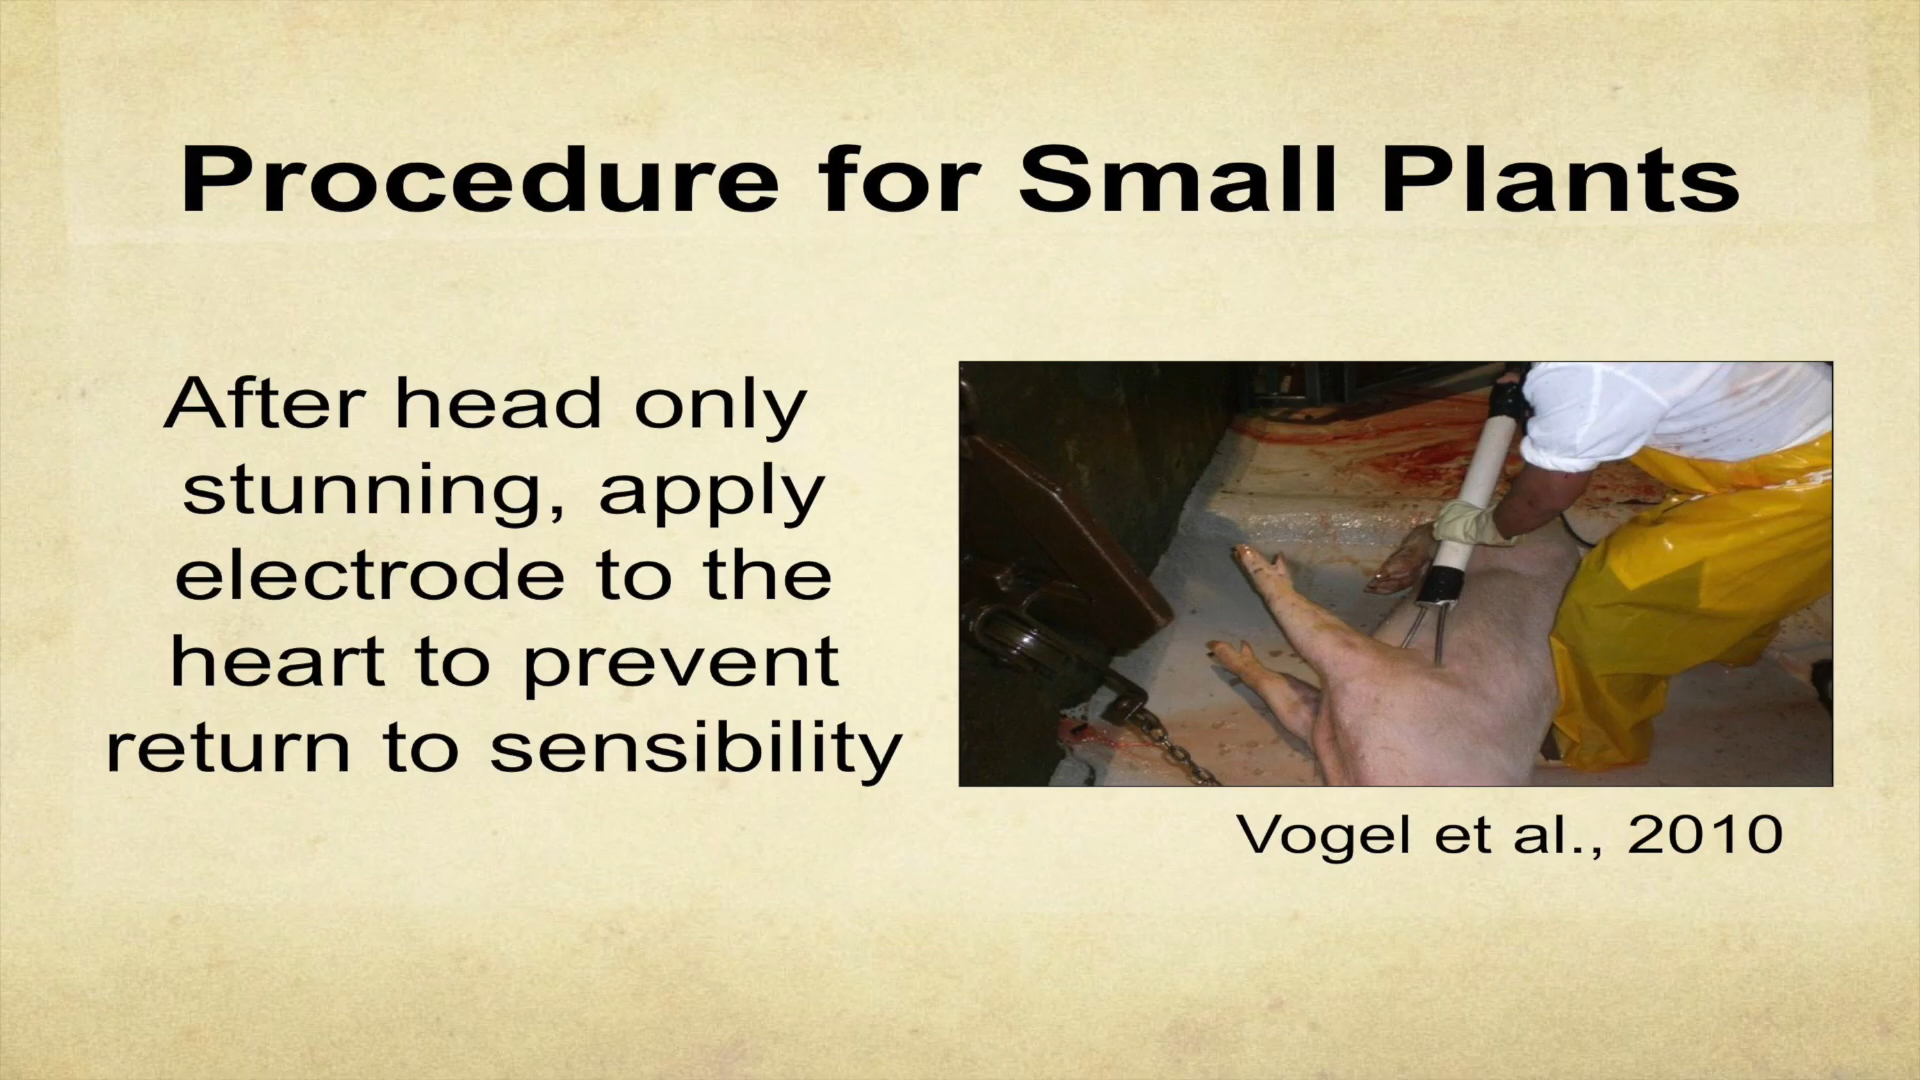 Procedure for Small Plants
After head only
stunning, apply
electrode to the
heart to prevent
return to sensibility
Vogel et al., 2010